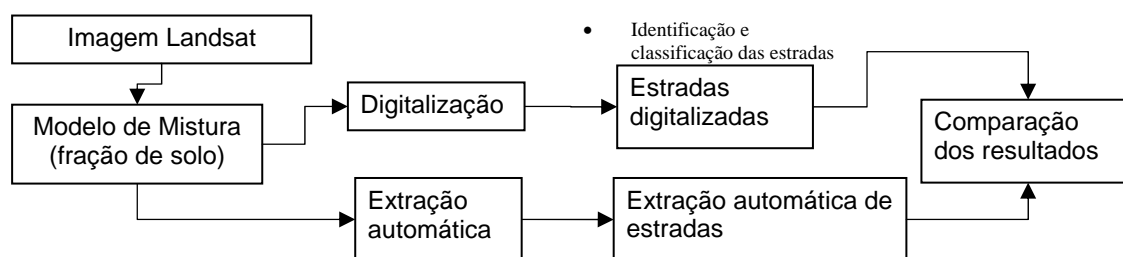 Imagem Landsat
• Identificação e
classificação das estradas
Modelo de Mistura
(fração de solo)
Digitalização
Estradas
digitalizadas
Comparação
dos resultados
Extração
automática
Extração automática de
estradas